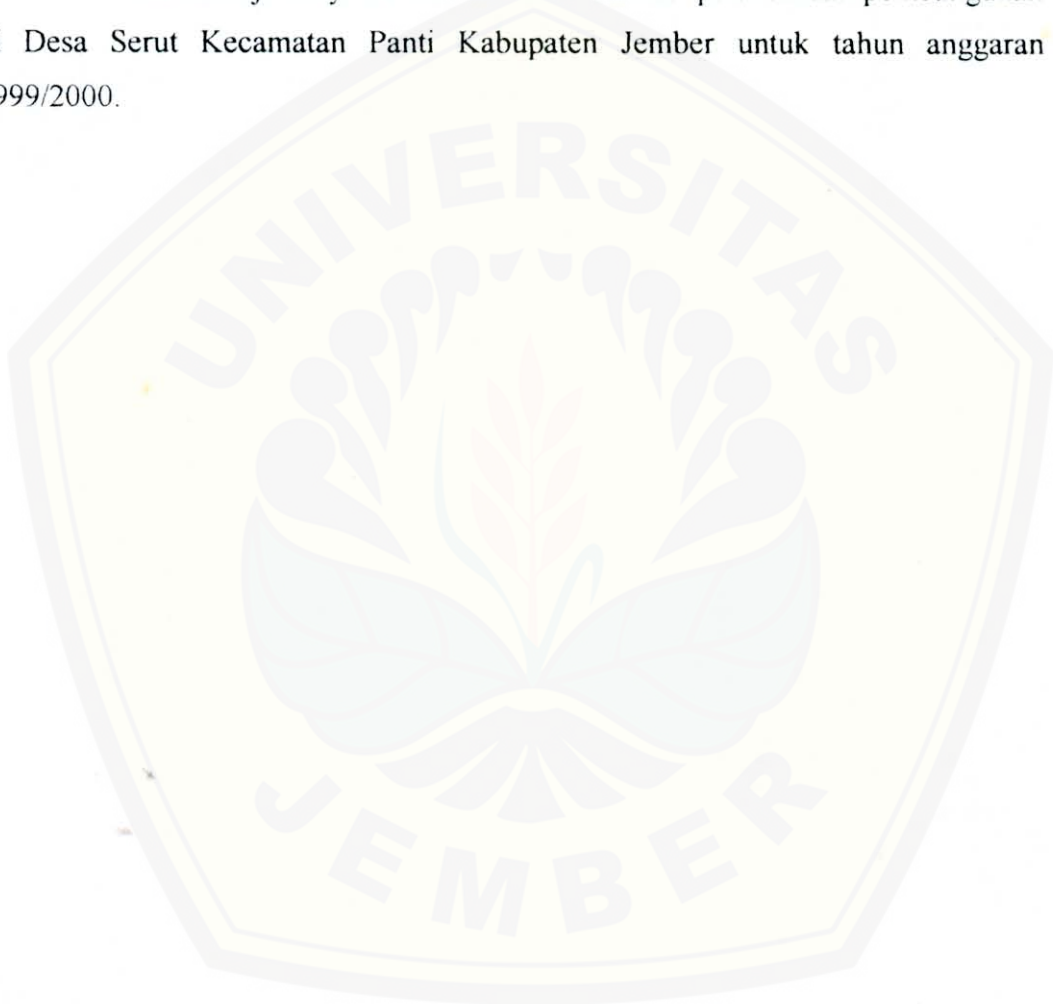 Desa Serut Kecamatan Panti Kabupaten Jember untuk tahun anggaran
999/2000.
UNIVERSITAS
JEMBER